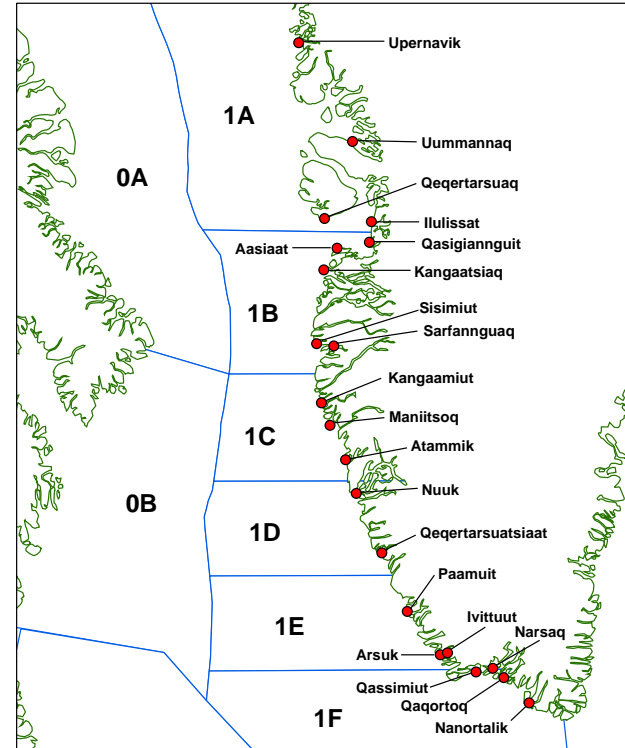 Upernavik
1A
Uummannaq
0A
Qeqertarsuaq
Ilulissat
Aasiaat
Qasigiannguit
Kangaatsiaq
Sisimiut
1B
Sarfannguaq
Kangaamiut
Maniitsoq
1C
Atammik
Nuuk
0B
1D
Qeqertarsuatsiaat
Paamuit
1E
Ivittuut
Narsaq
Arsuk
Qassimiut
Qaqortoq
Nanortalik
1F